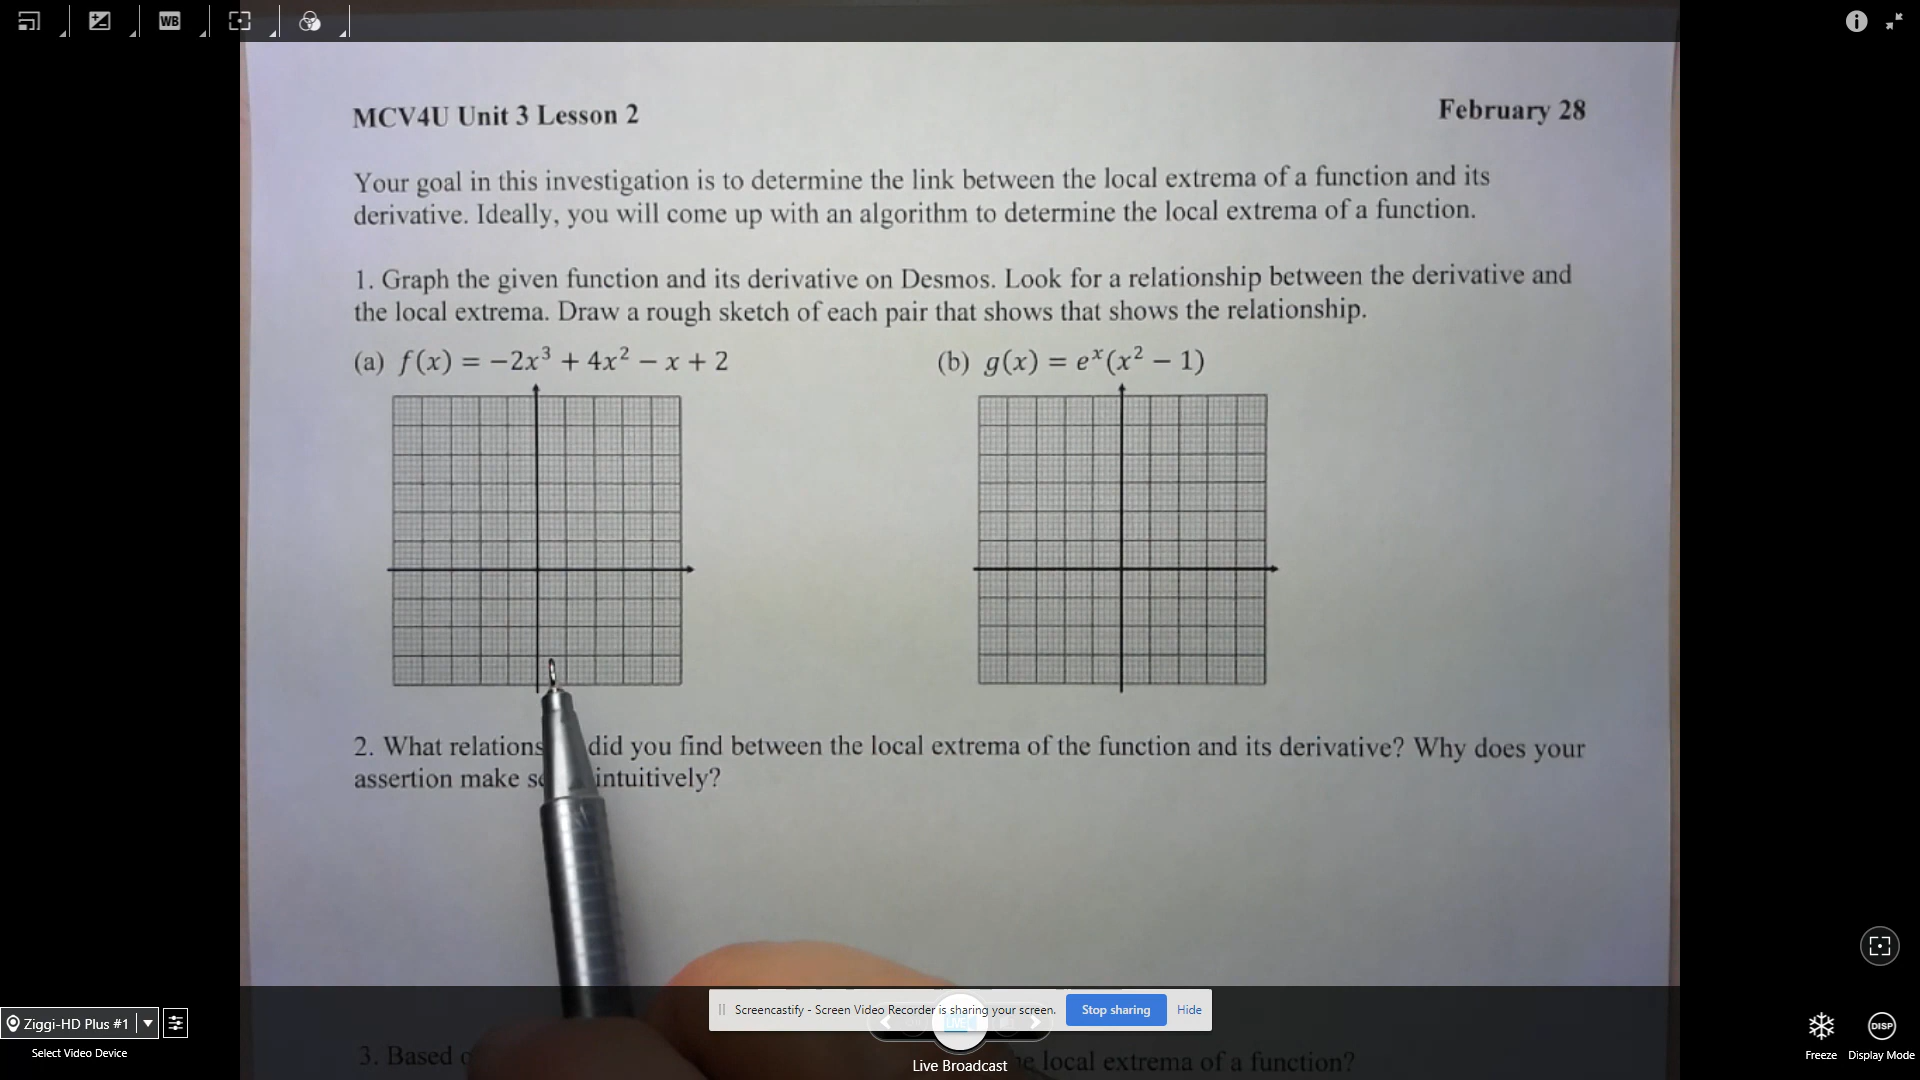 WB
MCV4U Unit 3 Lesson 2
February 28
Your goal in this investigation is to determine the link between the local extrema of a function and its
derivative. Ideally, you will come up with an algorithm to determine the local extrema of a function.
1. Graph the given function and its derivative on Desmos. Look for a relationship between the derivative and
the local extrema. Draw a rough sketch of each pair that shows that shows the relationship.
(a) f(x) = −2x³ + 4x² − x + 2
(b) g(x) = eˣ(x² − 1)
2. What relations did you find between the local extrema of the function and its derivative? Why does your
assertion make intuitively?
3. Based local extrema of a function?
Screencastify - Screen Video Recorder is sharing your screen.
Stop sharing
Hide
Live Broadcast
Ziggi-HD Plus #1
Select Video Device
Freeze
DISP
Display Mode